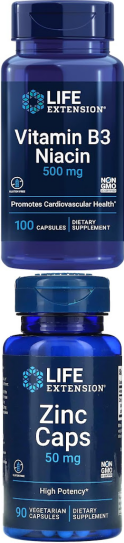 LIFE
EXTENSION®
Vitamin B3
Niacin
500 mg
NON
GMO
Promotes Cardiovascular Health*
100 CAPSULES
DIETARY
SUPPLEMENT
LIFE
EXTENSION®
Zinc
Caps
50 mg
NON
GMO
High Potency*
90 VEGETARIAN
CAPSULES
DIETARY
SUPPLEMENT